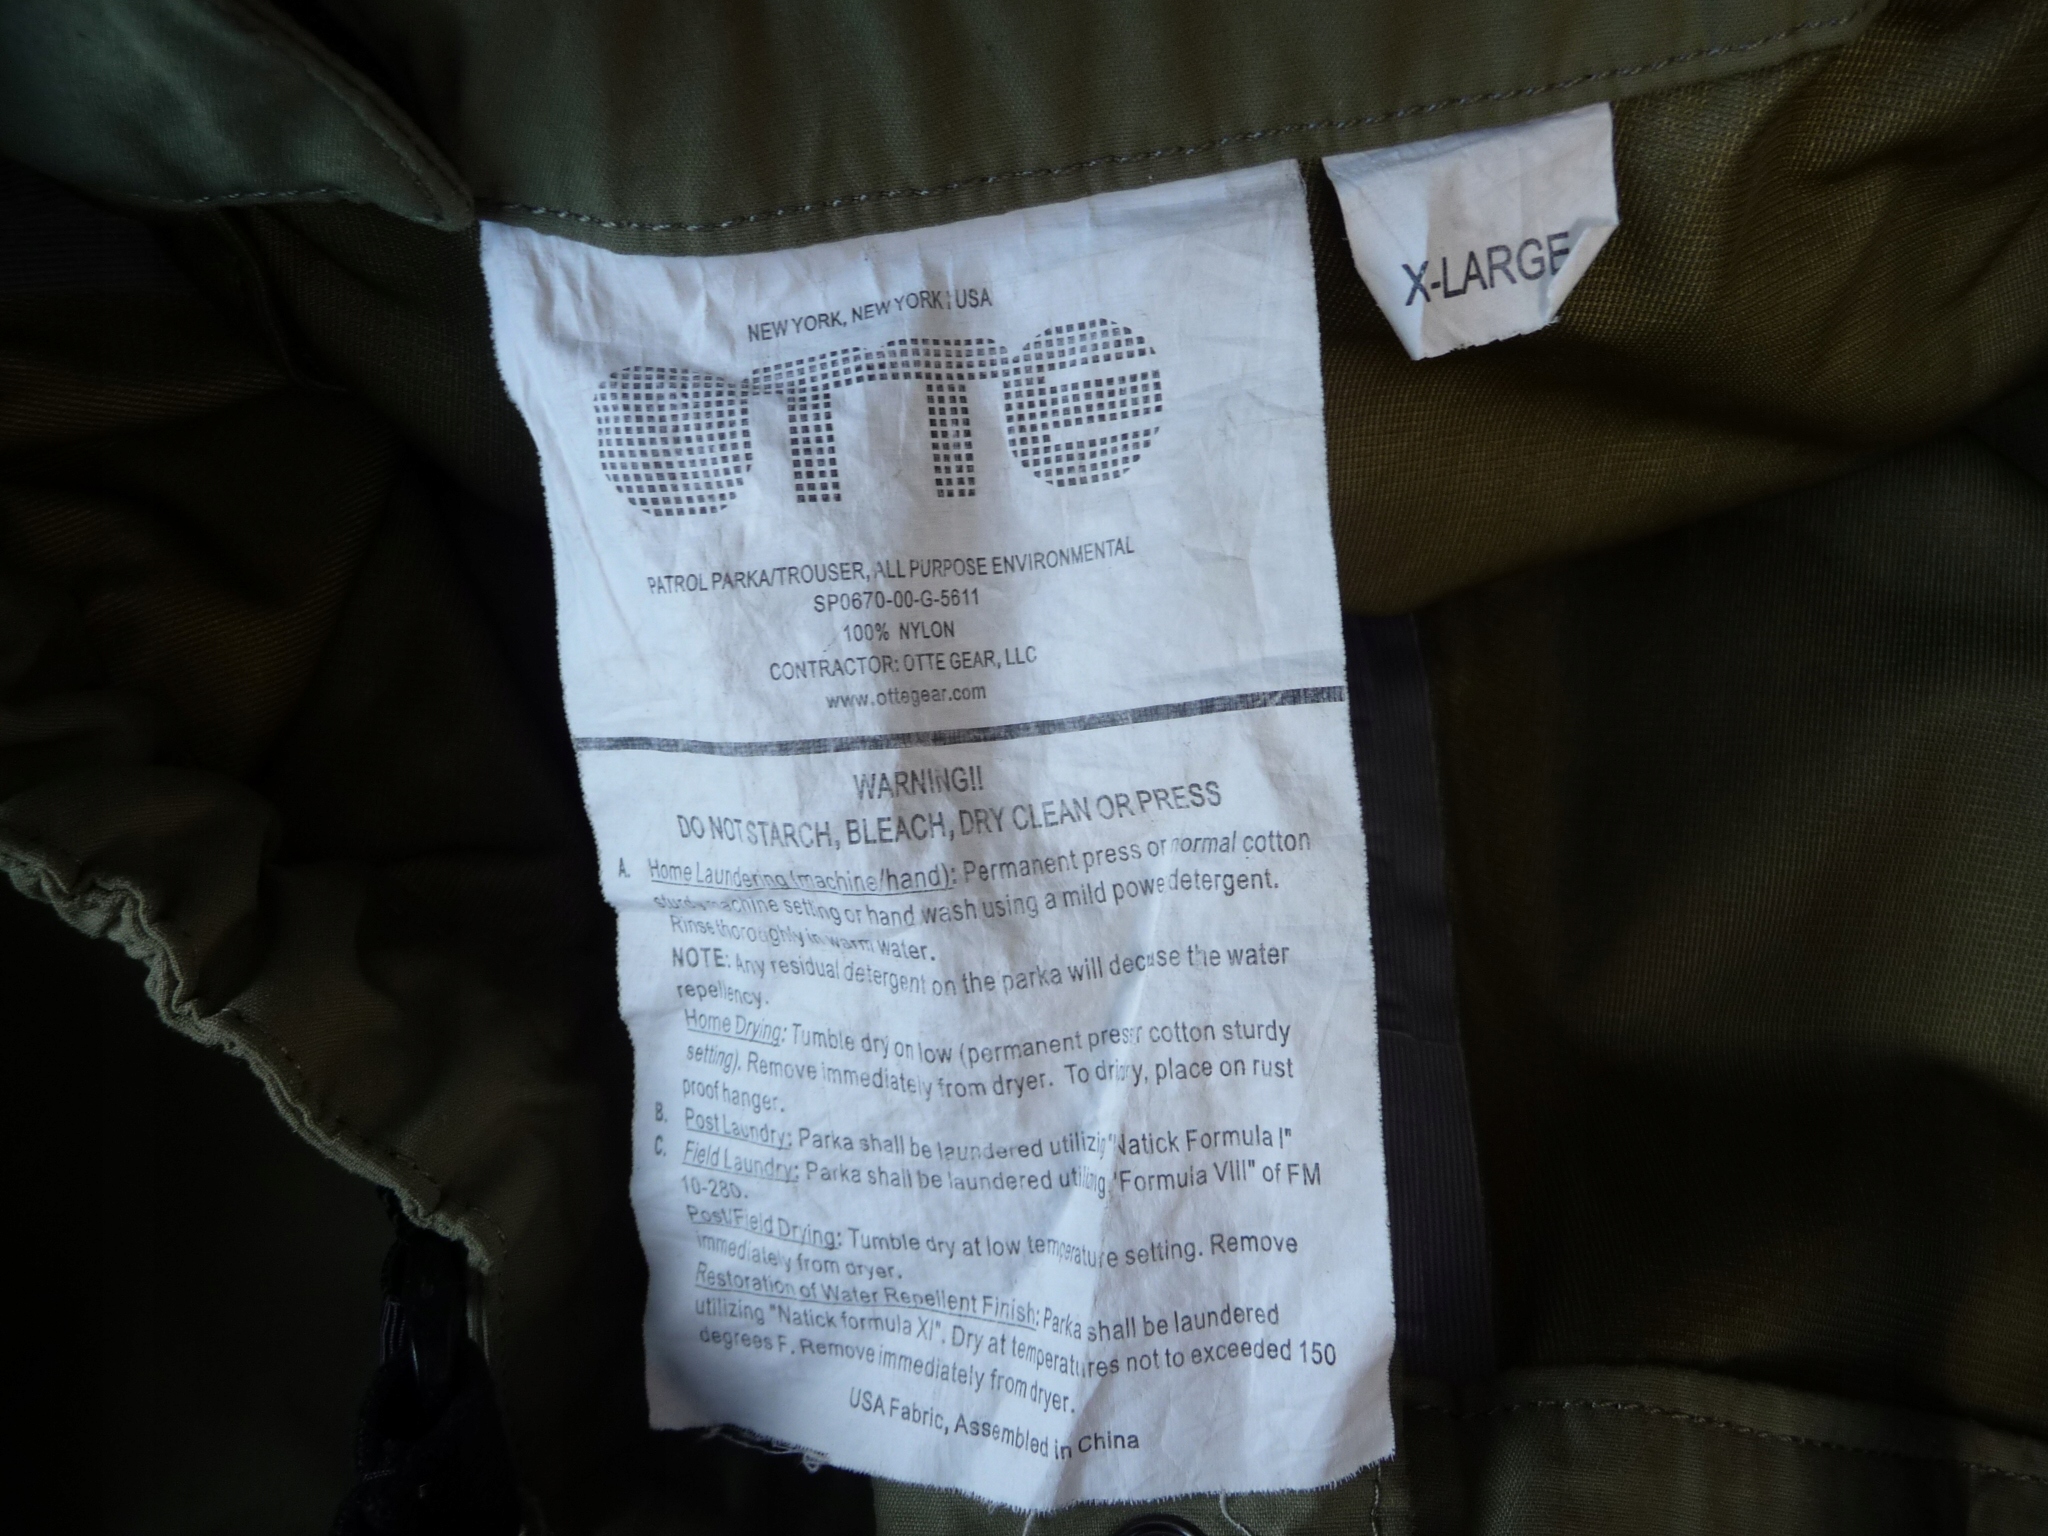 NEW YORK, NEW YORK | USA
OTTE
PATROL PARKA/TROUSER, ALL PURPOSE ENVIRONMENTAL
SP0670-00-G-5611
100% NYLON
CONTRACTOR: OTTE GEAR, LLC
www.ottegear.com
WARNING!!
DO NOT STARCH, BLEACH, DRY CLEAN OR PRESS
A. Home Laundering (machine/hand): Permanent press or normal cotton
sturdy machine setting or hand wash using a mild detergent.
Rinse thoroughly in warm water.
NOTE: Any residual detergent on the parka will the water
repellency.
Home Drying: Tumble dry on low (permanent cotton sturdy
setting). Remove immediately from dryer. To place on rust
proof hanger.
B. Post Laundry: Parka shall be laundered "Natick Formula I"
C. Field Laundry: Parka shall be laundered utilizing "Formula VIII" of FM
10-280.
Post/Field Drying: Tumble dry at low temperature setting. Remove
immediately from dryer.
Restoration of Water Repellent Finish: Parka shall be laundered
utilizing "Natick formula XI". Dry at temperatures not to exceeded 150
degrees F. Remove immediately from dryer.
USA Fabric, Assembled in China
X-LARGE